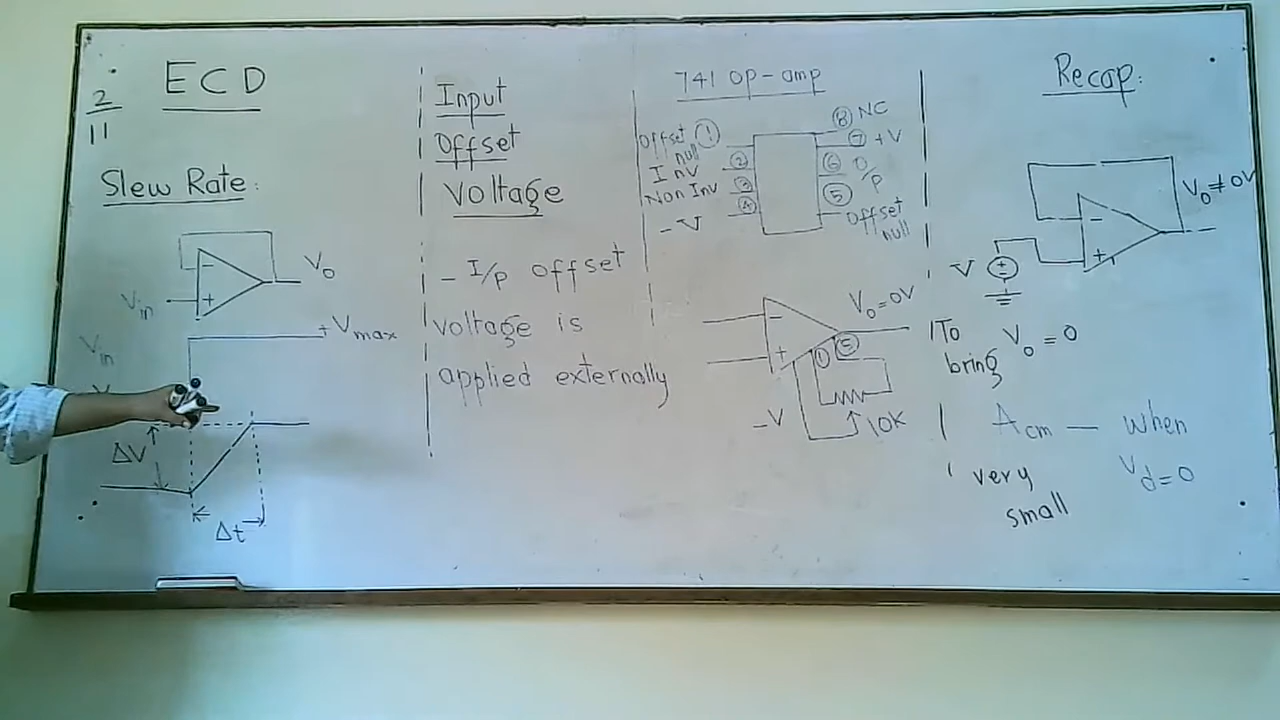 2
11
ECD
Slew Rate:
-
+
Vin
Vo
+Vmax
Vin
ΔV
Δt
Input
Offset
Voltage
- I/p offset
voltage is
applied externally
741 op-amp
Offset ①
null
Inv ②
Non Inv ③
-V ④
⑧ NC
⑦ +V
⑥ O/P
⑤
Offset
null
-
+
Vo=0V
① ⑤
-V
10K
Recap:
-
+
Vo≠0V
V
+
-
To
bring Vo = 0
Acm — when
very Vd=0
small